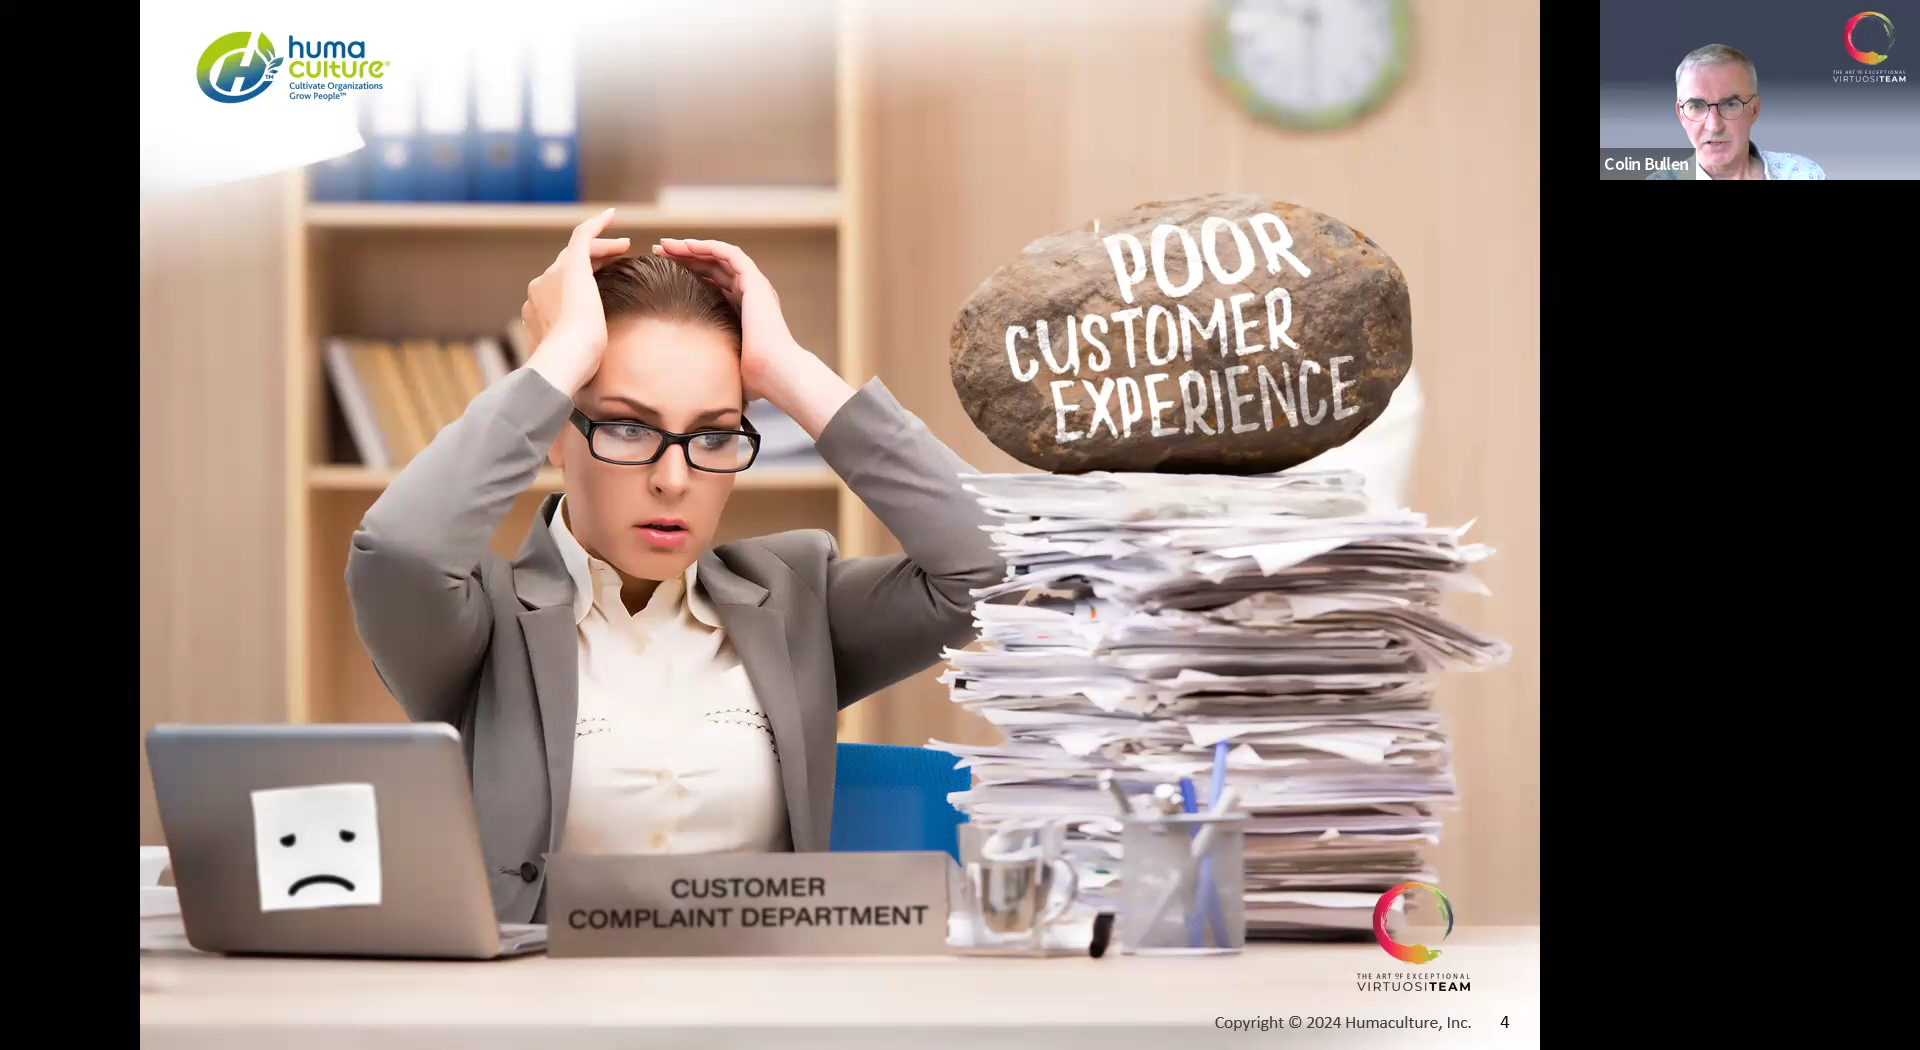 huma
culture®
Cultivate Organizations
Grow People™
THE ART OF EXCEPTIONAL
VIRTUOSITEAM
Colin Bullen
POOR
CUSTOMER
EXPERIENCE
CUSTOMER
COMPLAINT DEPARTMENT
THE ART OF EXCEPTIONAL
VIRTUOSITEAM
Copyright © 2024 Humaculture, Inc. 4